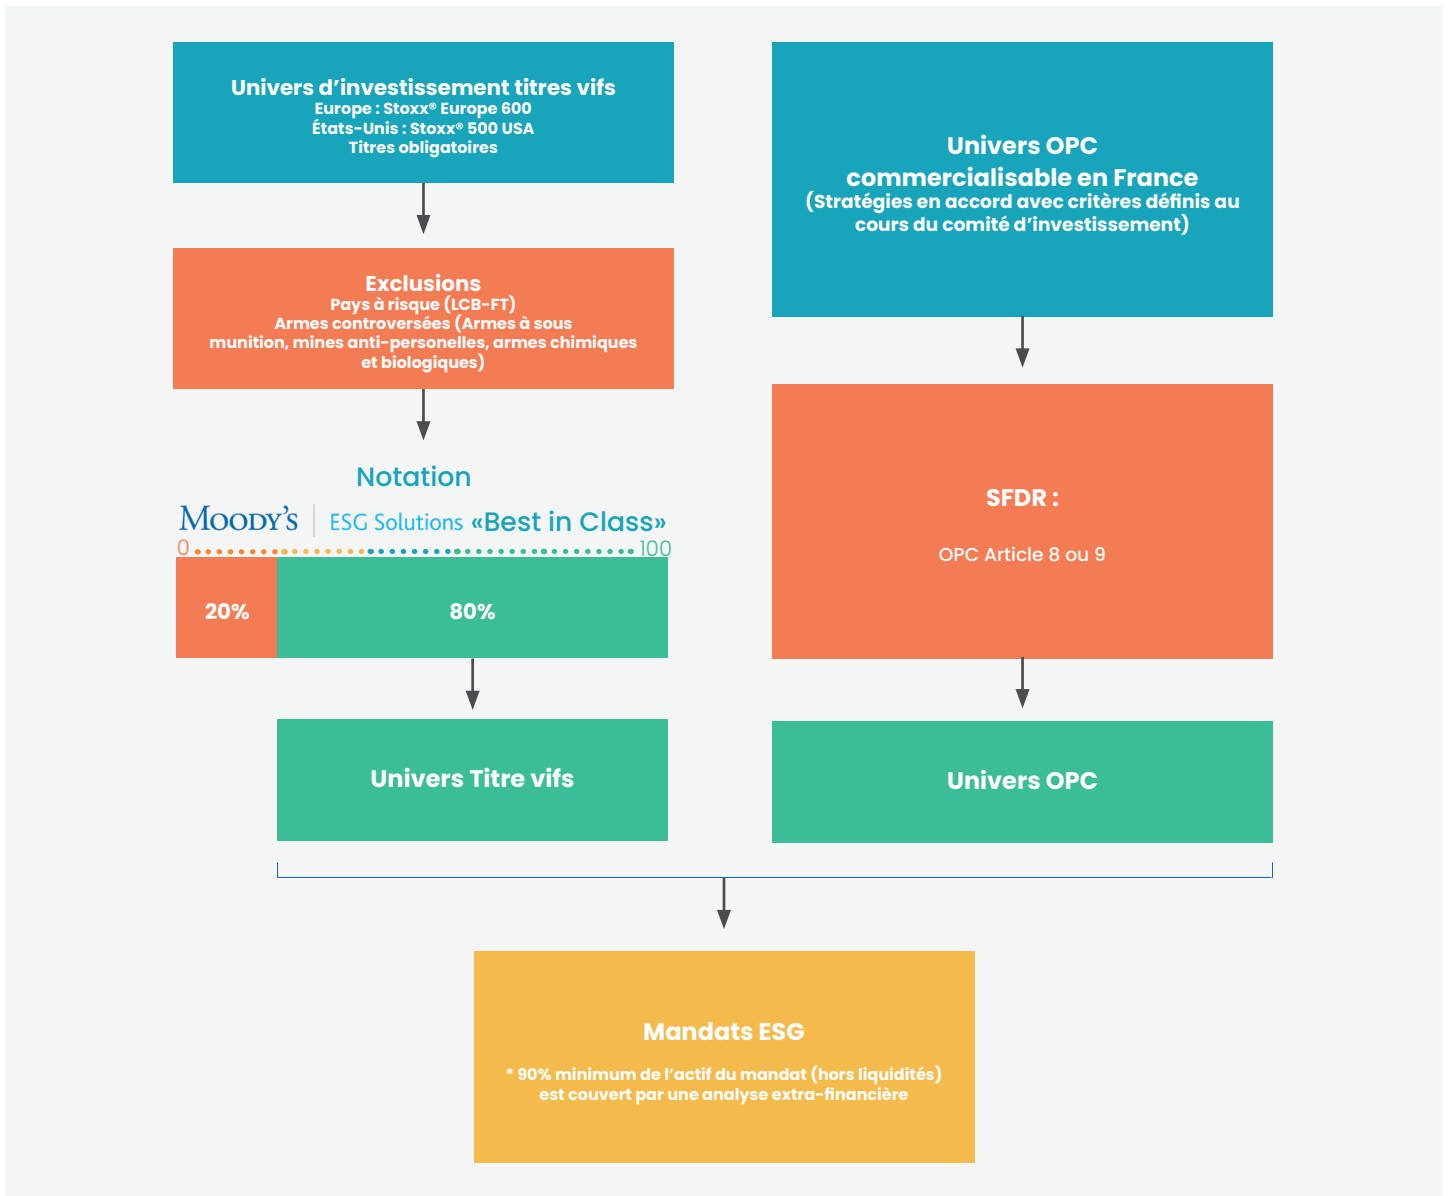 Univers d’investissement titres vifs
Europe : Stoxx® Europe 600
États-Unis : Stoxx® 500 USA
Titres obligatoires
Exclusions
Pays à risque (LCB-FT)
Armes controversées (Armes à sous
munition, mines anti-personelles, armes chimiques
et biologiques)
Notation
MOODY’S | ESG Solutions «Best in Class»
0 100
20% 80%
Univers Titre vifs
Univers OPC
commercialisable en France
(Stratégies en accord avec critères définis au
cours du comité d’investissement)
SFDR :
OPC Article 8 ou 9
Univers OPC
Mandats ESG
* 90% minimum de l’actif du mandat (hors liquidités)
est couvert par une analyse extra-financière